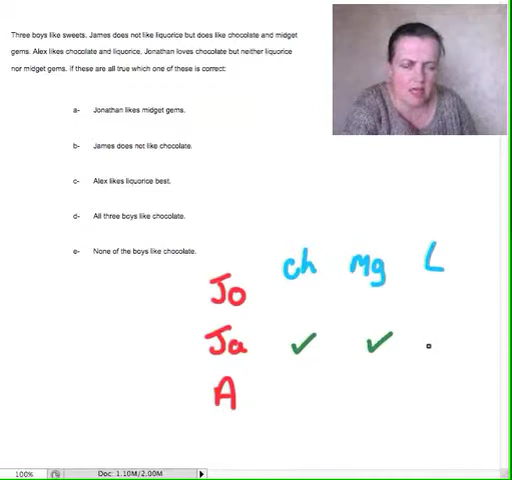 Three boys like sweets. James does not like liquorice but does like chocolate and midget
gems. Alex likes chocolate and liquorice. Jonathan loves chocolate but neither liquorice
nor midget gems. If these are all true which one of these is correct:
a- Jonathan likes midget gems.
b- James does not like chocolate.
c- Alex likes liquorice best.
d- All three boys like chocolate.
e- None of the boys like chocolate.
Ch Mg L
Jo
Ja ✓ ✓
A
100% Doc: 1.10M/2.00M